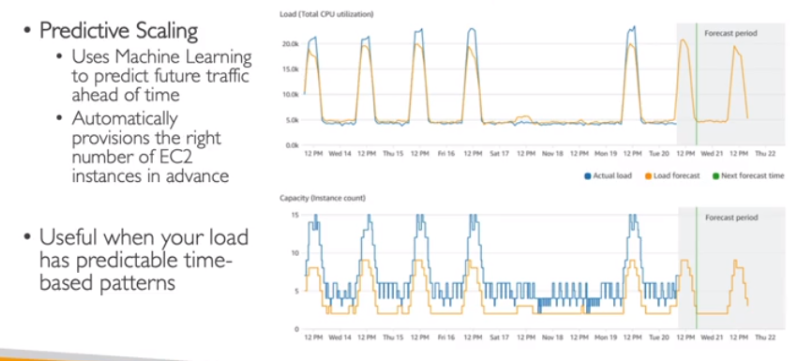 • Predictive Scaling
• Uses Machine Learning
to predict future traffic
ahead of time
• Automatically
provisions the right
number of EC2
instances in advance
• Useful when your load
has predictable time-
based patterns
Load (Total CPU utilization)
Forecast period
20.0k
15.0k
10.0k
5.0k
0.0k
12 PM Wed 14 12 PM Thu 15 12 PM Fri 16 12 PM Sat 17 12 PM Nov 18 12 PM Mon 19 12 PM Tue 20 12 PM Wed 21 12 PM Thu 22
Actual load Load forecast Next forecast time
Capacity (Instance count)
Forecast period
15
10
5
0
12 PM Wed 14 12 PM Thu 15 12 PM Fri 16 12 PM Sat 17 12 PM Nov 18 12 PM Mon 19 12 PM Tue 20 12 PM Wed 21 12 PM Thu 22